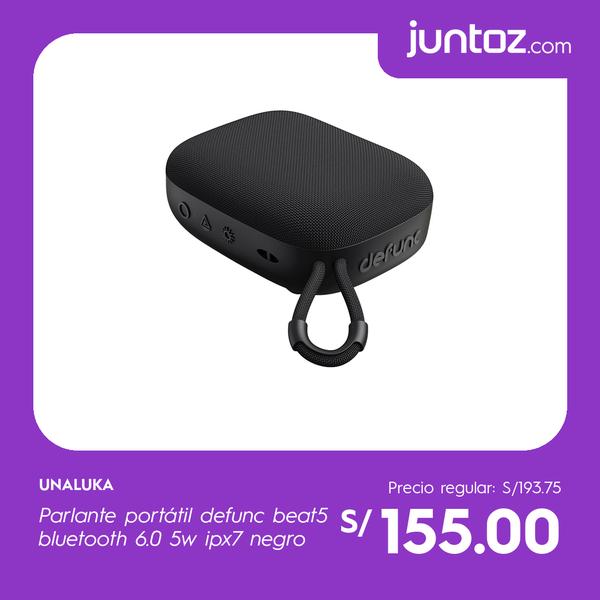 juntoz.com
defunc
UNALUKA
Parlante portátil defunc beat5
bluetooth 6.0 5w ipx7 negro
Precio regular: S/193.75
S/155.00